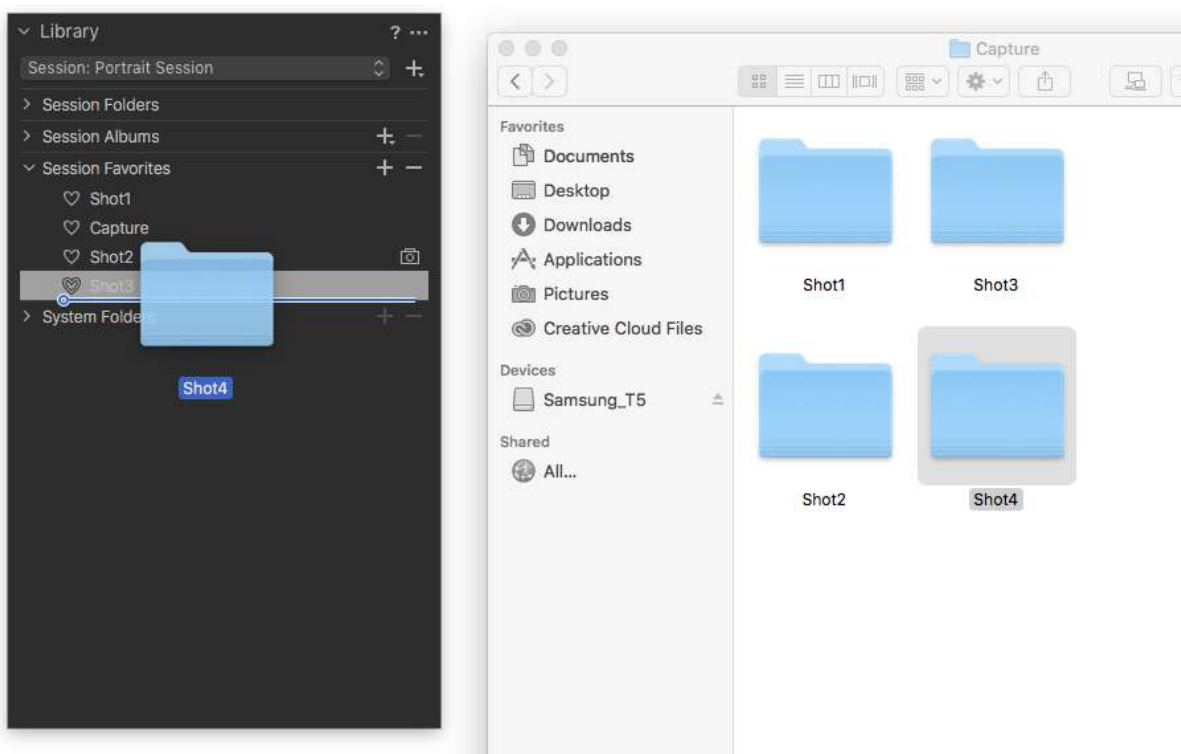 Library
? ...
Session: Portrait Session
Session Folders
Session Albums
Session Favorites
Shot1
Capture
Shot2
Shot3
System Folders
Shot4
Capture
Favorites
Documents
Desktop
Downloads
Applications
Pictures
Creative Cloud Files
Devices
Samsung_T5
Shared
All...
Shot1
Shot3
Shot2
Shot4